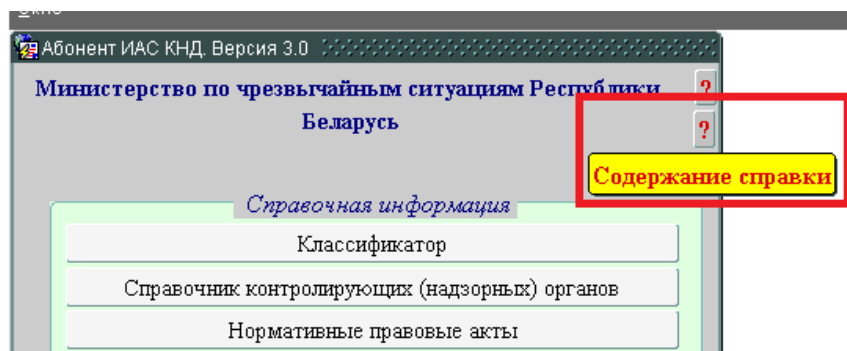 Окно
Абонент ИАС КНД. Версия 3.0
Министерство по чрезвычайным ситуациям Республики ?
Беларусь ?
Содержание справки
Справочная информация
Классификатор
Справочник контролирующих (надзорных) органов
Нормативные правовые акты